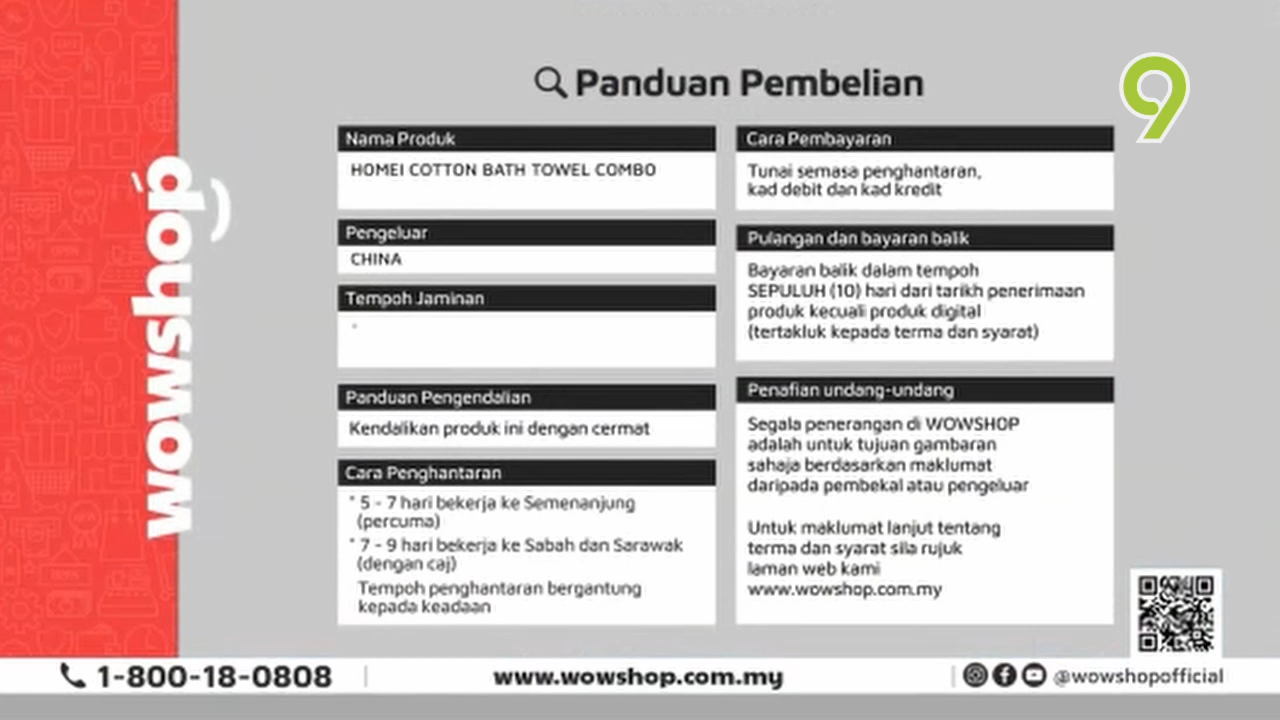 wowshop
Panduan Pembelian
9
Nama Produk
HOMEI COTTON BATH TOWEL COMBO
Pengeluar
CHINA
Tempoh Jaminan
Panduan Pengendalian
Kendalikan produk ini dengan cermat
Cara Penghantaran
* 5 - 7 hari bekerja ke Semenanjung
(percuma)
* 7 - 9 hari bekerja ke Sabah dan Sarawak
(dengan caj)
Tempoh penghantaran bergantung
kepada keadaan
Cara Pembayaran
Tunai semasa penghantaran,
kad debit dan kad kredit
Pulangan dan bayaran balik
Bayaran balik dalam tempoh
SEPULUH (10) hari dari tarikh penerimaan
produk kecuali produk digital
(tertakluk kepada terma dan syarat)
Penafian undang-undang
Segala penerangan di WOWSHOP
adalah untuk tujuan gambaran
sahaja berdasarkan maklumat
daripada pembekal atau pengeluar
Untuk maklumat lanjut tentang
terma dan syarat sila rujuk
laman web kami
www.wowshop.com.my
1-800-18-0808
www.wowshop.com.my
@wowshopofficial